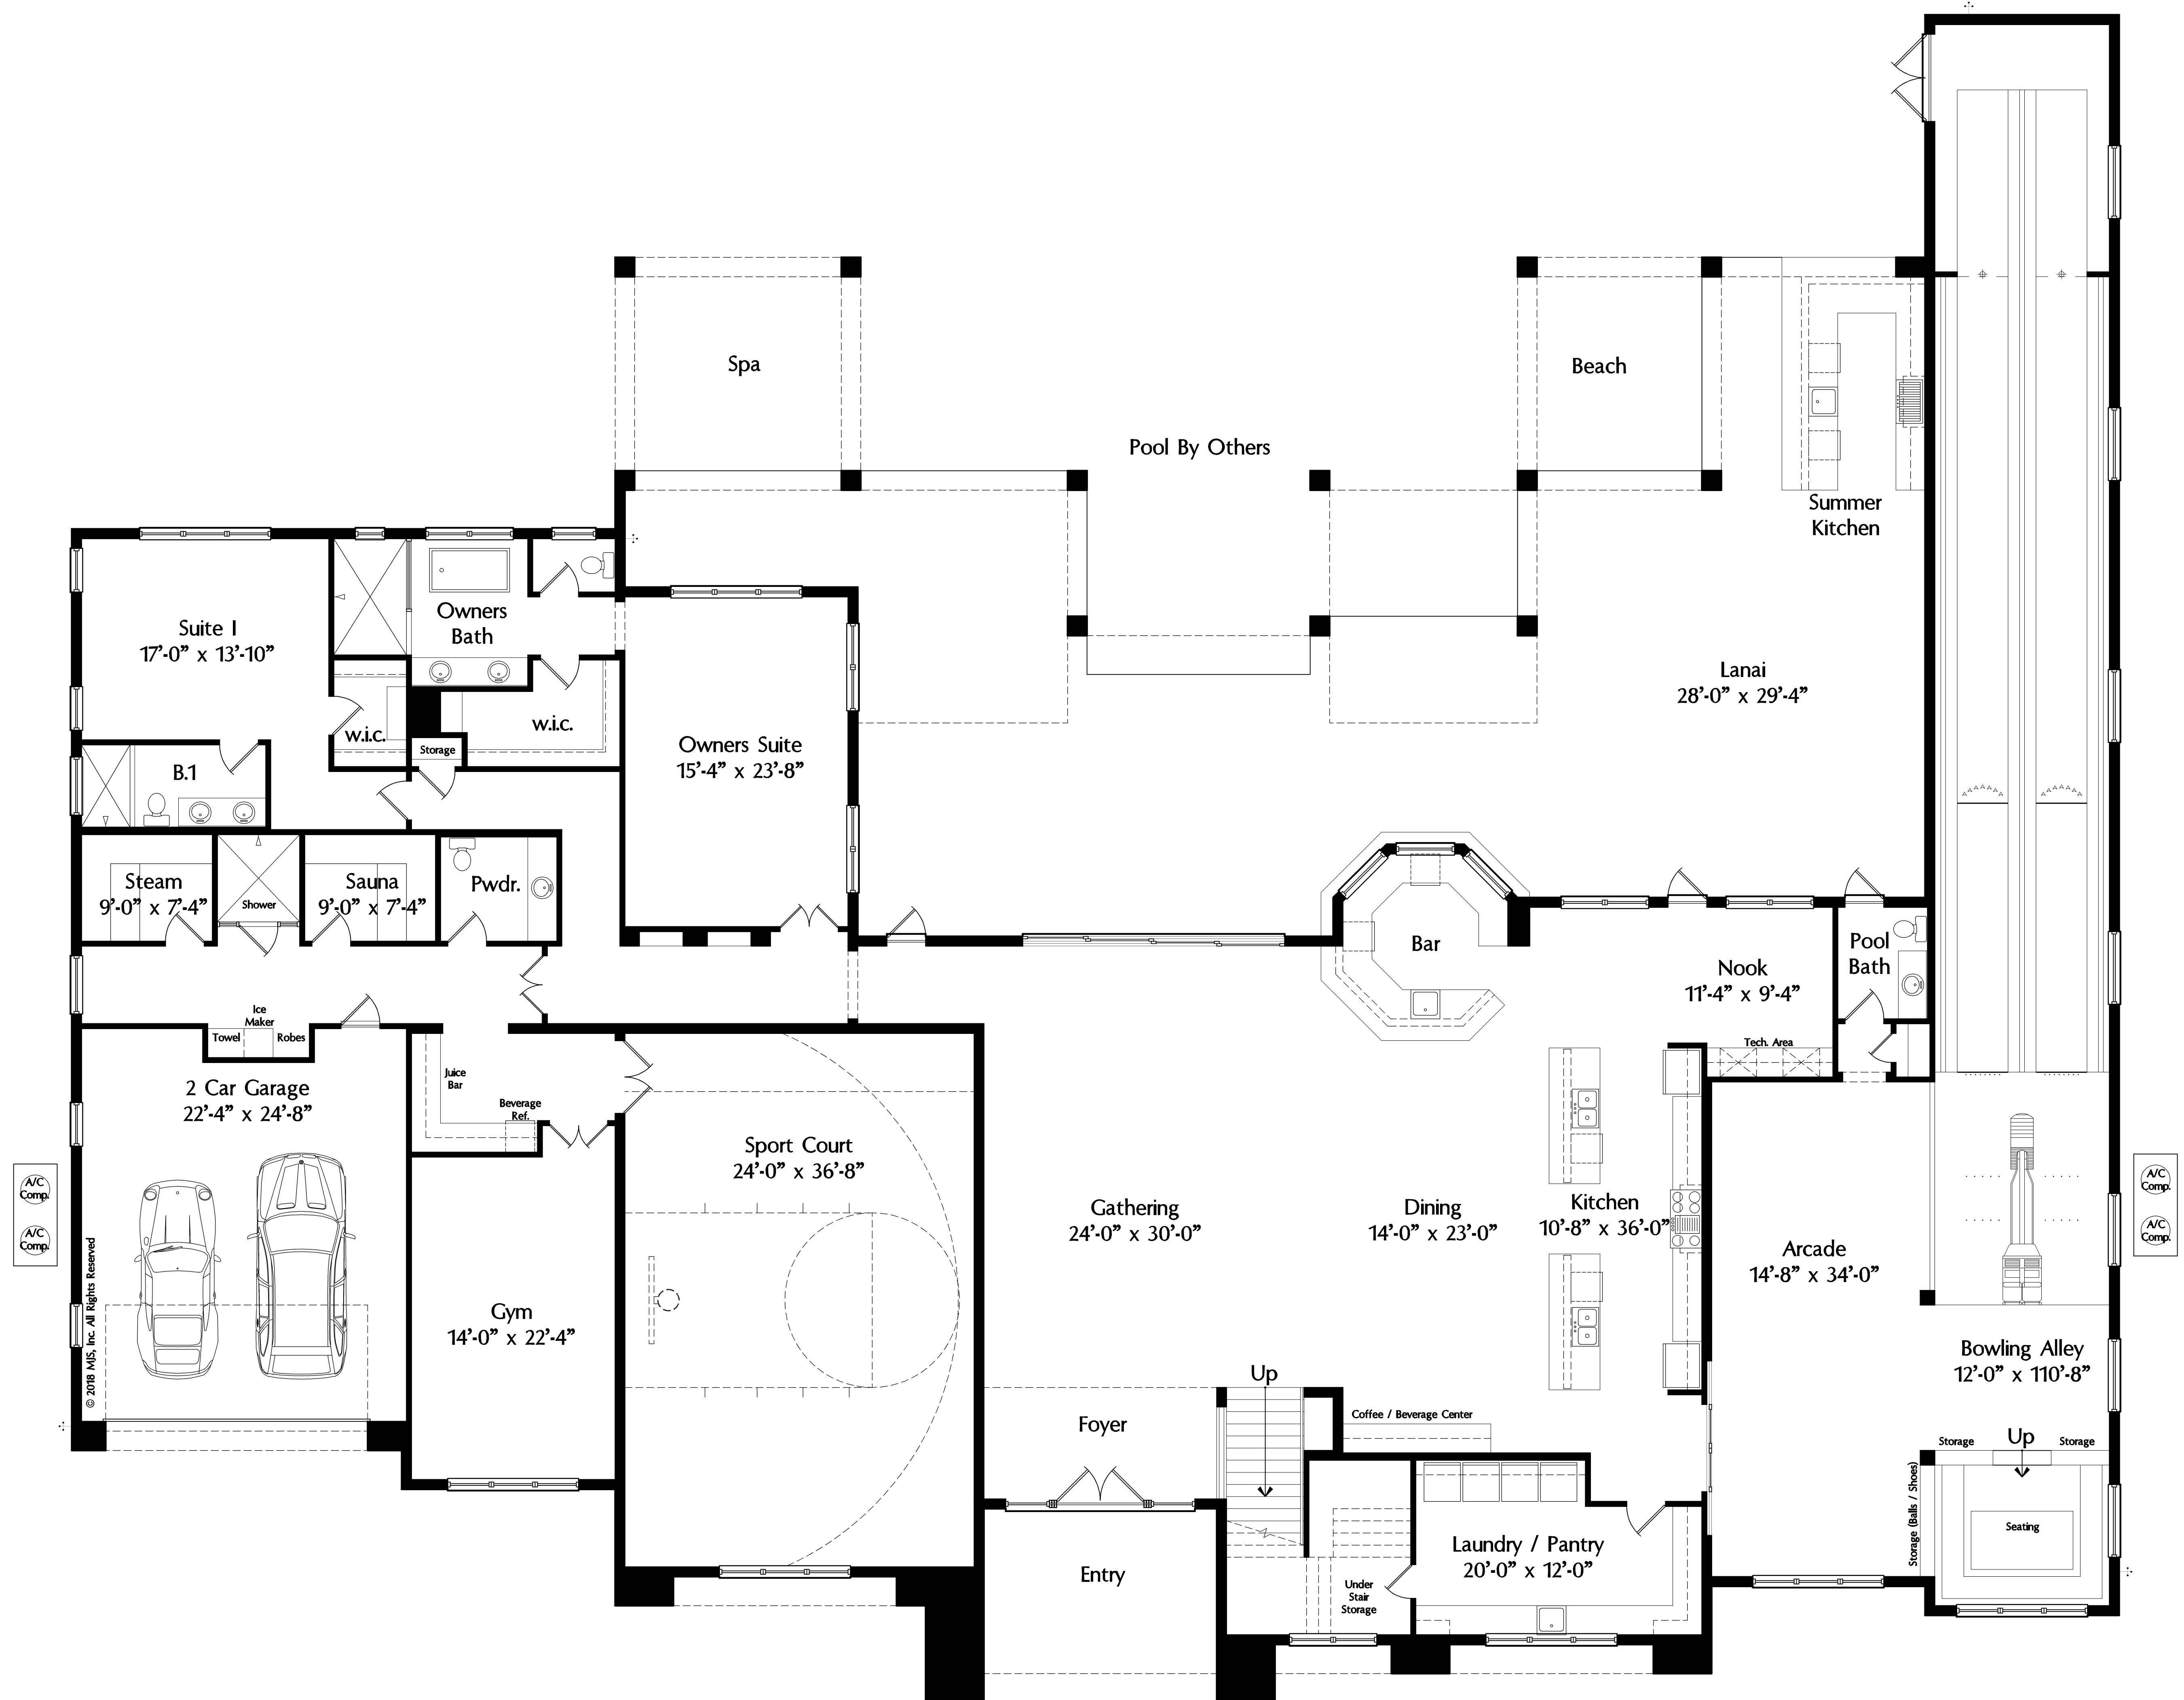 Spa
Beach
Pool By Others
Summer
Kitchen
Suite 1
17'-0" x 13'-10"
Owners
Bath
w.i.c.
w.i.c.
Storage
Owners Suite
15'-4" x 23'-8"
Lanai
28'-0" x 29'-4"
B.1
Steam
9'-0" x 7'-4"
Shower
Sauna
9'-0" x 7'-4"
Pwdr.
Bar
Nook
11'-4" x 9'-4"
Pool
Bath
Ice
Maker
Towel
Robes
Tech. Area
2 Car Garage
22'-4" x 24'-8"
Juice
Bar
Beverage
Ref.
Sport Court
24'-0" x 36'-8"
A/C
Comp.
A/C
Comp.
© 2018 MJS, Inc. All Rights Reserved
Gathering
24'-0" x 30'-0"
Dining
14'-0" x 23'-0"
Kitchen
10'-8" x 36'-0"
Arcade
14'-8" x 34'-0"
A/C
Comp.
A/C
Comp.
Gym
14'-0" x 22'-4"
Bowling Alley
12'-0" x 110'-8"
Up
Foyer
Coffee / Beverage Center
Storage
Up
Storage
Storage (Balls / Shoes)
Seating
Entry
Under
Stair
Storage
Laundry / Pantry
20'-0" x 12'-0"